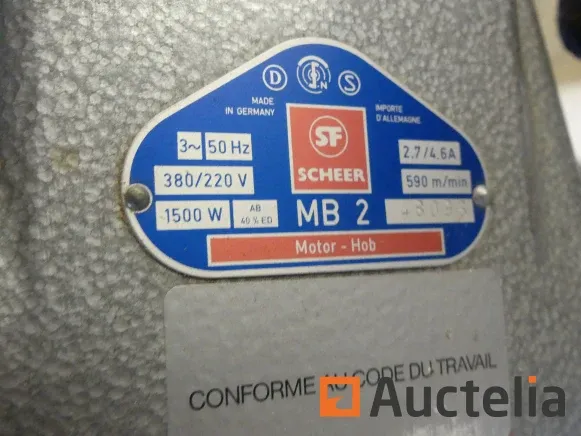 D N S
MADE
IN GERMANY
IMPORTE
D'ALLEMAGNE
SF
SCHEER
3~ 50 Hz
2.7/4.6A
380/220 V
590 m/min
1500 W
AB
40 % ED
MB 2
Motor - Hob
CONFORME AU CODE DU TRAVAIL
Auctelia